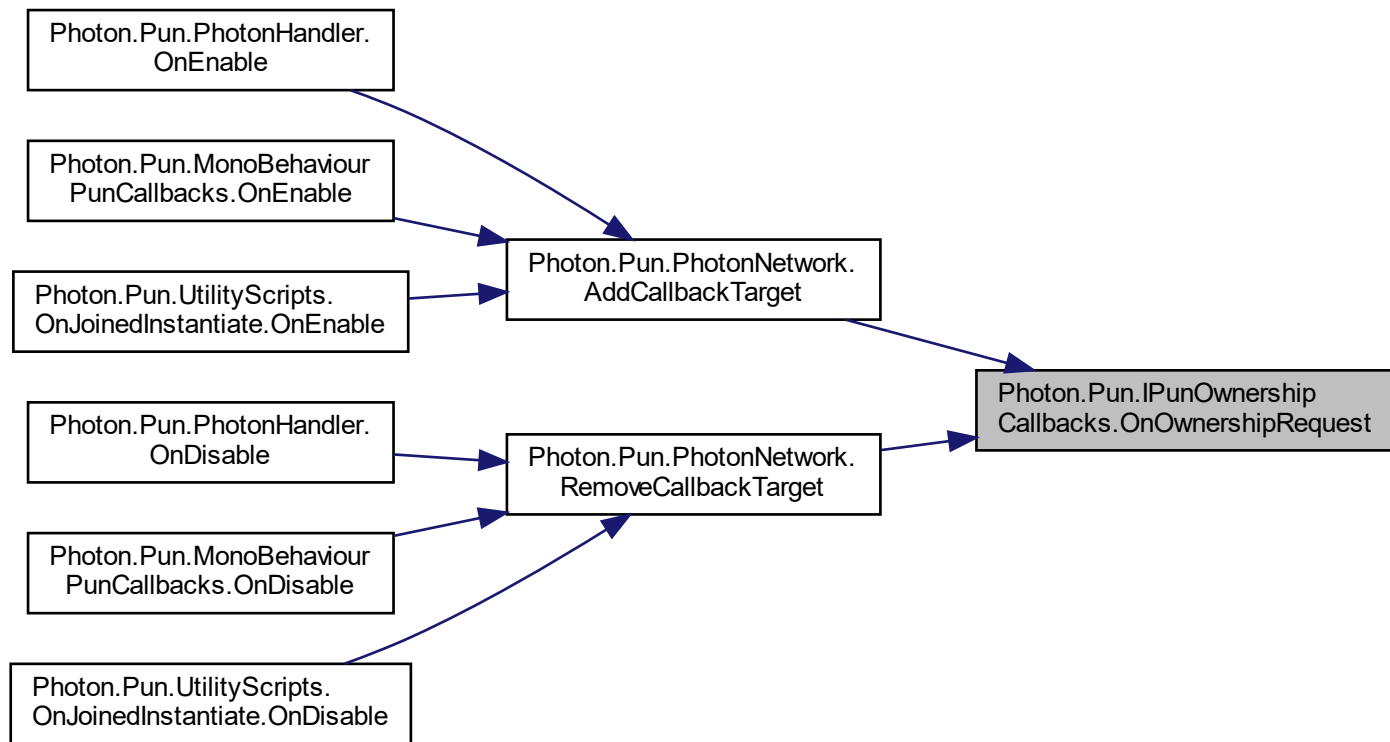 Photon.Pun.PhotonHandler.
OnEnable
Photon.Pun.MonoBehaviour
PunCallbacks.OnEnable
Photon.Pun.UtilityScripts.
OnJoinedInstantiate.OnEnable
Photon.Pun.PhotonHandler.
OnDisable
Photon.Pun.MonoBehaviour
PunCallbacks.OnDisable
Photon.Pun.UtilityScripts.
OnJoinedInstantiate.OnDisable
Photon.Pun.PhotonNetwork.
AddCallbackTarget
Photon.Pun.PhotonNetwork.
RemoveCallbackTarget
Photon.Pun.IPunOwnership
Callbacks.OnOwnershipRequest